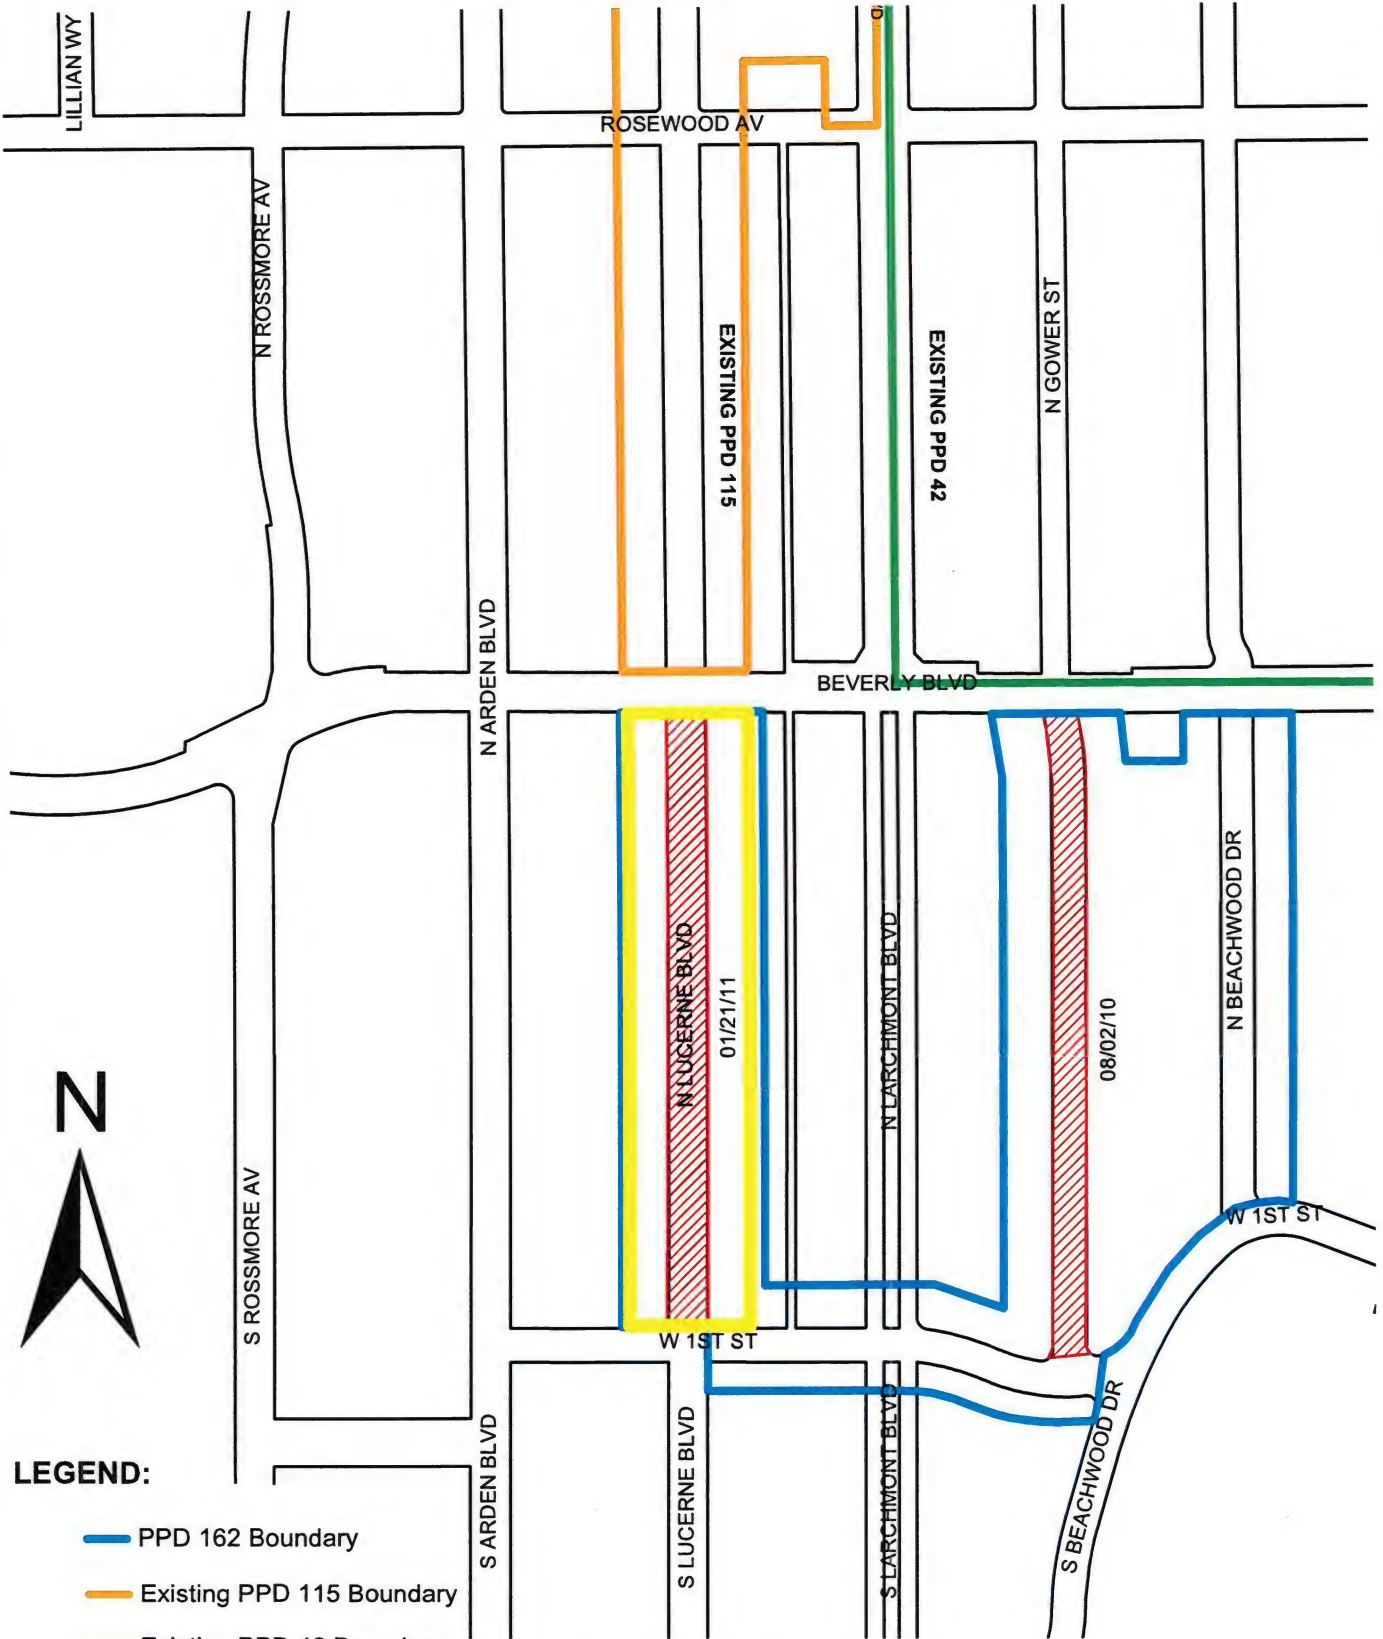 LILLIAN WY
D
ROSEWOOD AV
N ROSSMORE AV
EXISTING PPD 115
EXISTING PPD 42
N GOWER ST
N ARDEN BLVD
BEVERLY BLVD
N LUCERNE BLVD
01/21/11
N LARCHMONT BLVD
08/02/10
N BEACHWOOD DR
N
W 1ST ST
S ROSSMORE AV
W 1ST ST
S ARDEN BLVD
S LUCERNE BLVD
S LARCHMONT BLVD
S BEACHWOOD DR
LEGEND:
PPD 162 Boundary
Existing PPD 115 Boundary